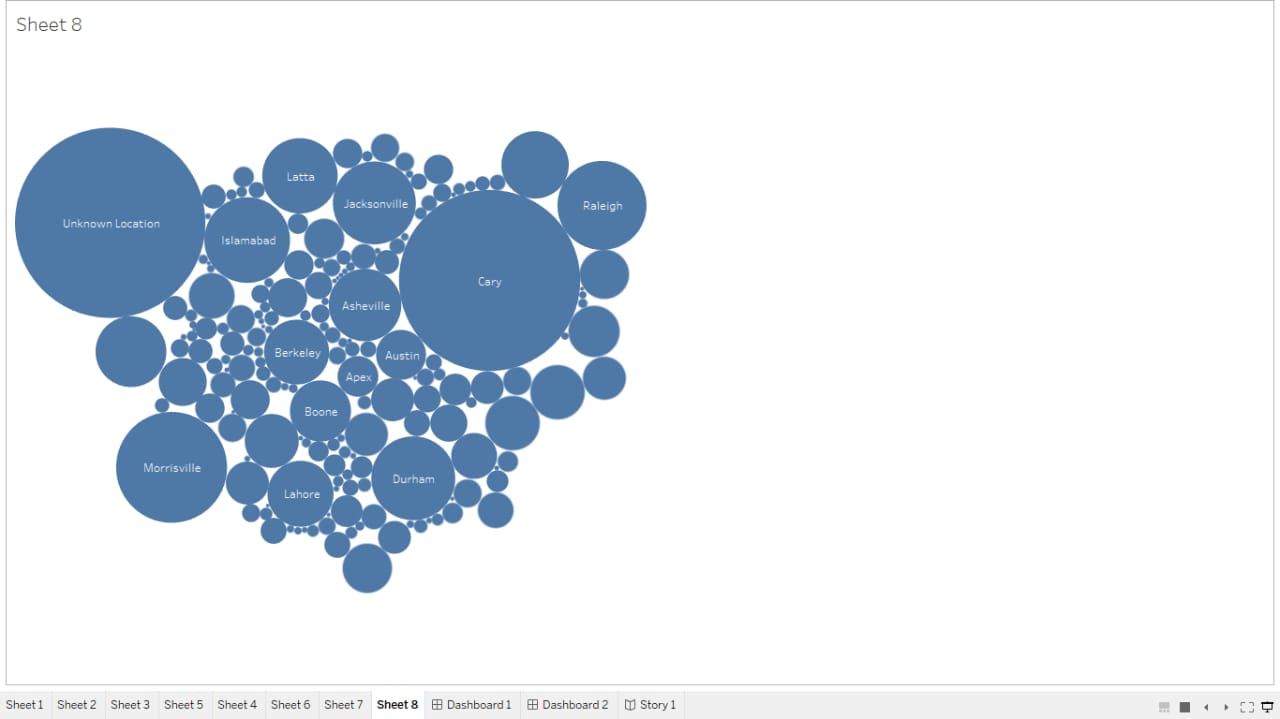 Sheet 8
Latta
Jacksonville
Raleigh
Unknown Location
Islamabad
Cary
Asheville
Berkeley
Austin
Apex
Boone
Morrisville
Durham
Lahore
Sheet 1 Sheet 2 Sheet 3 Sheet 5 Sheet 4 Sheet 6 Sheet 7 Sheet 8 Dashboard 1 Dashboard 2 Story 1